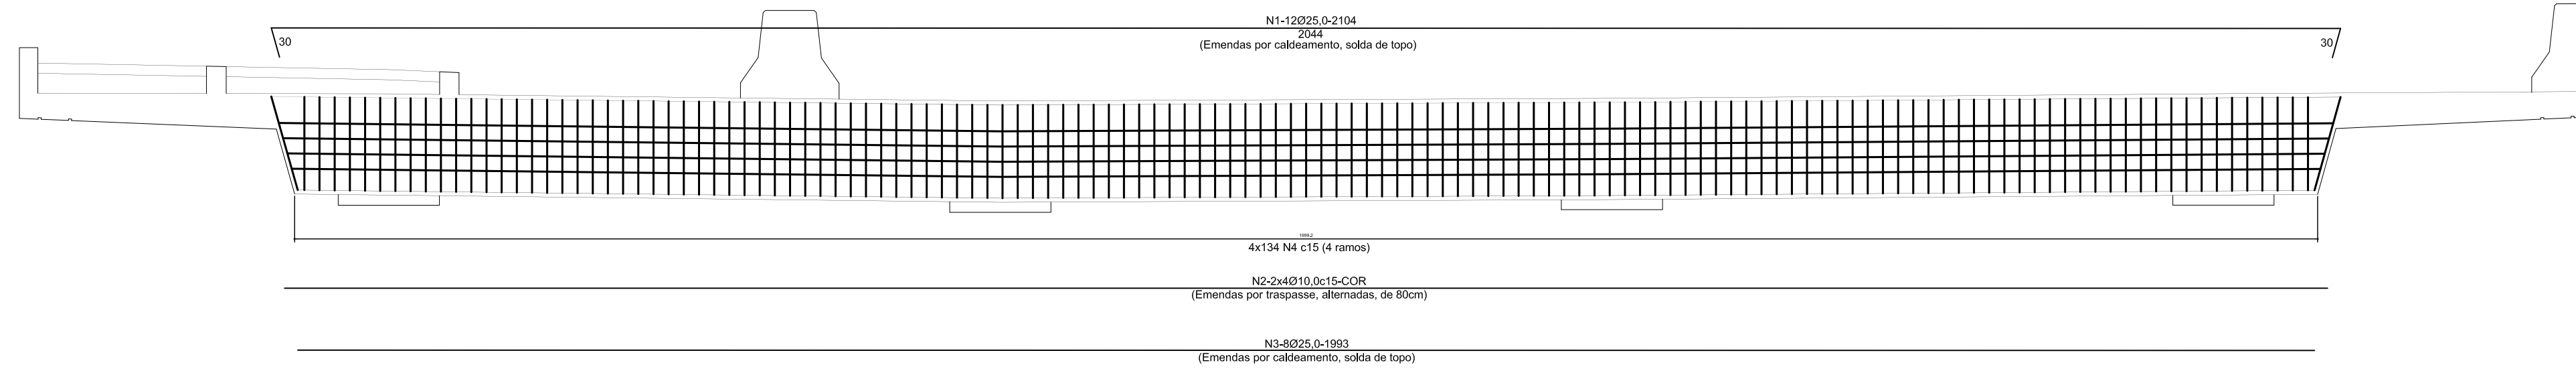 N1-12Ø25,0-2104
30
2044
30
(Emendas por caldeamento, solda de topo)
4x134 N4 c15 (4 ramos)
N2-2x4Ø10,0c15-COR
(Emendas por traspasse, alternadas, de 80cm)
N3-8Ø25,0-1993
(Emendas por caldeamento, solda de topo)